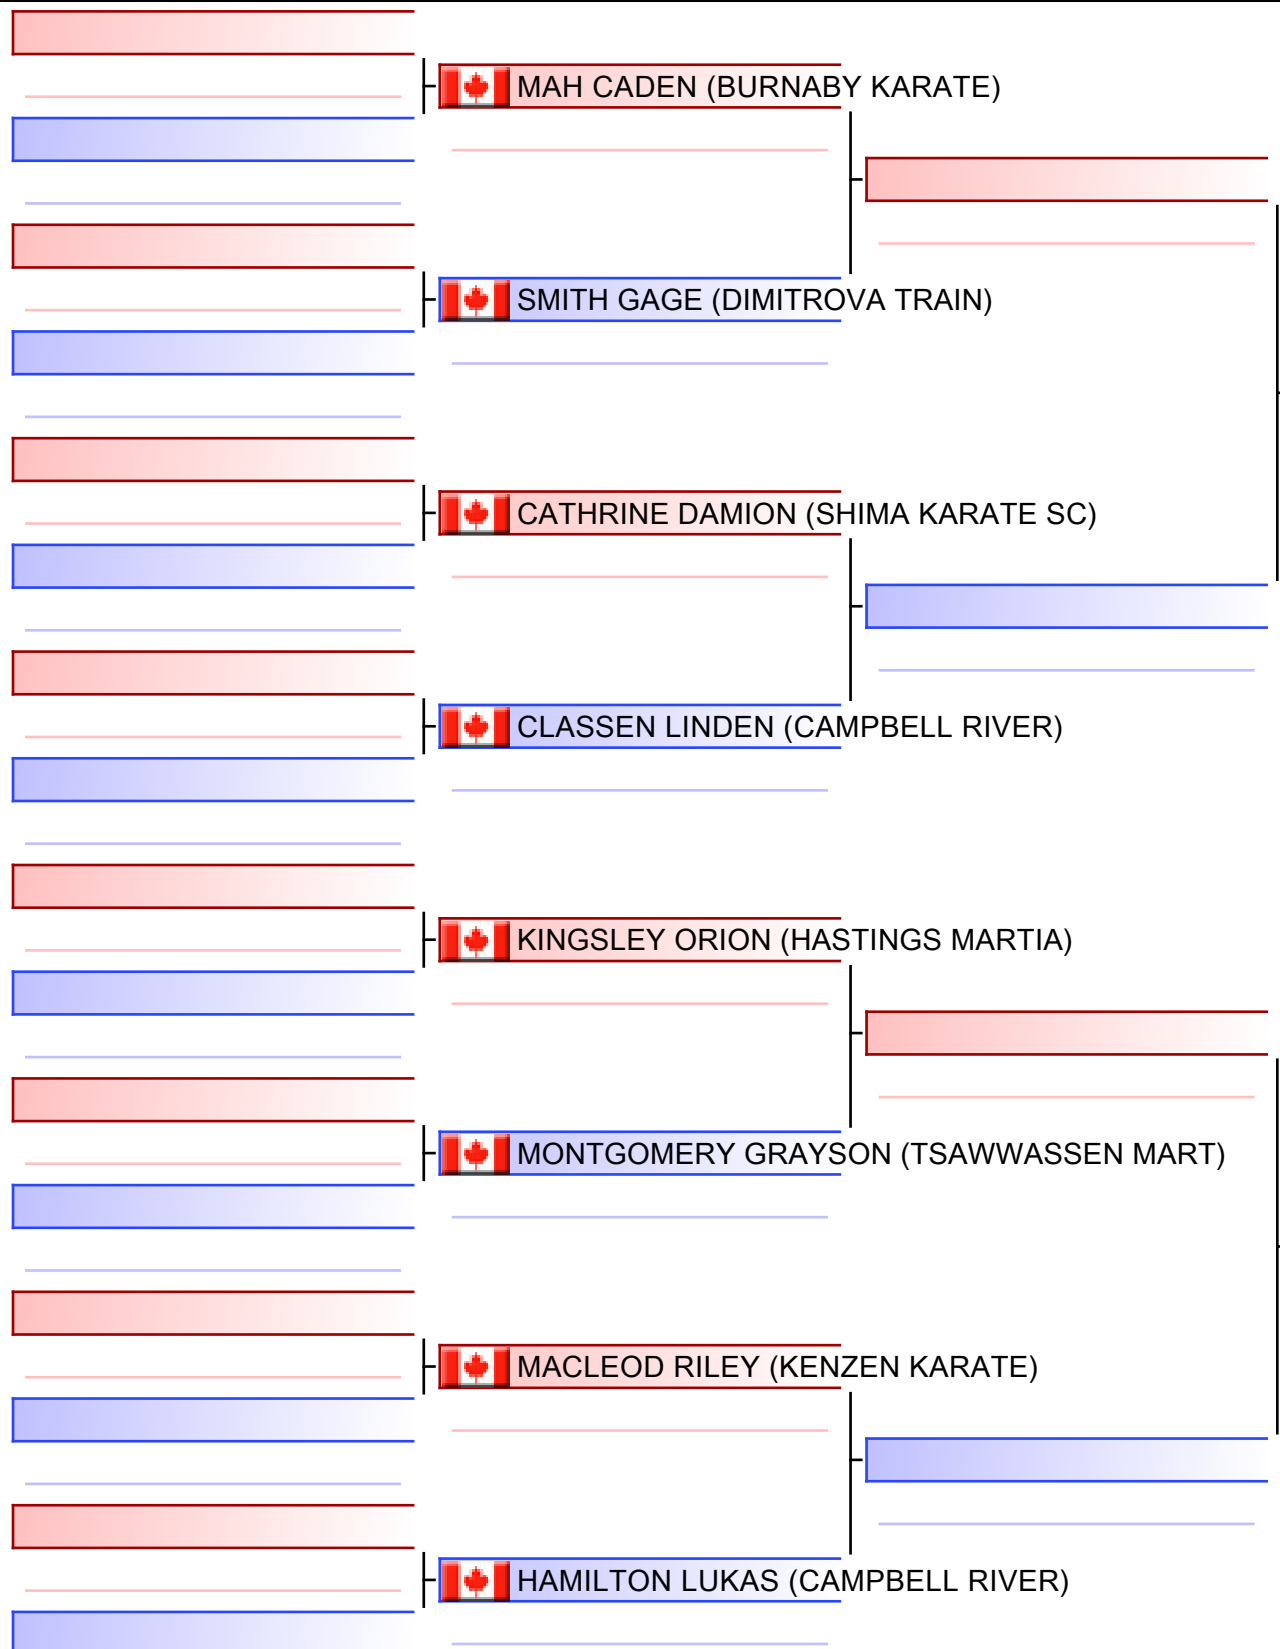 MAH CADEN (BURNABY KARATE)
SMITH GAGE (DIMITROVA TRAIN)
CATHRINE DAMION (SHIMA KARATE SC)
CLASSEN LINDEN (CAMPBELL RIVER)
KINGSLEY ORION (HASTINGS MARTIA)
MONTGOMERY GRAYSON (TSAWWASSEN MART)
MACLEOD RILEY (KENZEN KARATE)
HAMILTON LUKAS (CAMPBELL RIVER)